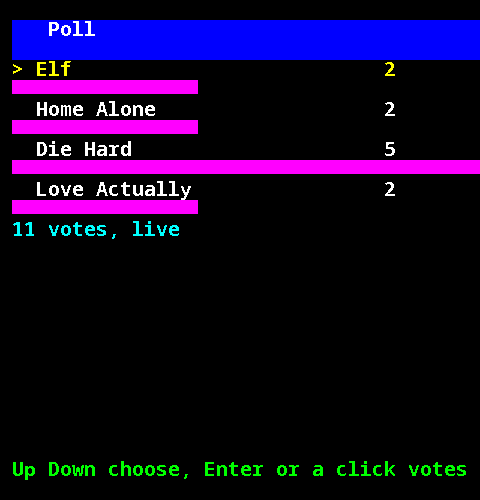 Poll
> Elf 2
Home Alone 2
Die Hard 5
Love Actually 2
11 votes, live
Up Down choose, Enter or a click votes